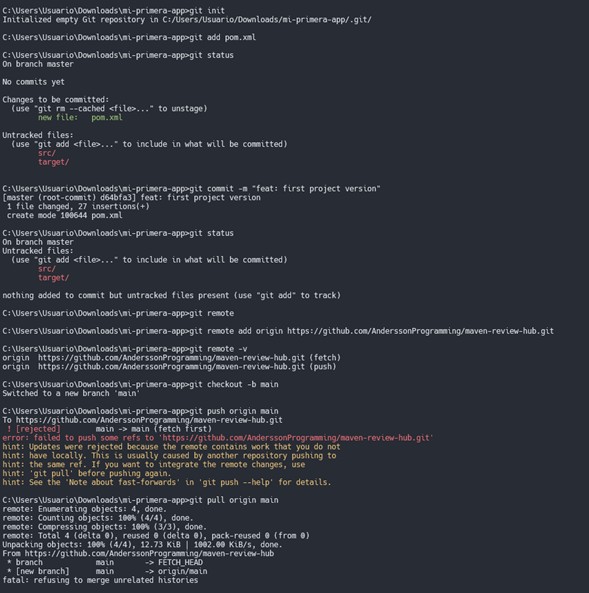 C:\Users\Usuario\Downloads\mi-primera-app>git init
Initialized empty Git repository in C:/Users/Usuario/Downloads/mi-primera-app/.git/
C:\Users\Usuario\Downloads\mi-primera-app>git add pom.xml
C:\Users\Usuario\Downloads\mi-primera-app>git status
On branch master
No commits yet
Changes to be committed:
  (use "git rm --cached <file>..." to unstage)
        new file:   pom.xml
Untracked files:
  (use "git add <file>..." to include in what will be committed)
        src/
        target/
C:\Users\Usuario\Downloads\mi-primera-app>git commit -m "feat: first project version"
[master (root-commit) d64bfa3] feat: first project version
 1 file changed, 27 insertions(+)
 create mode 100644 pom.xml
C:\Users\Usuario\Downloads\mi-primera-app>git status
On branch master
Untracked files:
  (use "git add <file>..." to include in what will be committed)
        src/
        target/
nothing added to commit but untracked files present (use "git add" to track)
C:\Users\Usuario\Downloads\mi-primera-app>git remote
C:\Users\Usuario\Downloads\mi-primera-app>git remote add origin https://github.com/AnderssonProgramming/maven-review-hub.git
C:\Users\Usuario\Downloads\mi-primera-app>git remote -v
origin  https://github.com/AnderssonProgramming/maven-review-hub.git (fetch)
origin  https://github.com/AnderssonProgramming/maven-review-hub.git (push)
C:\Users\Usuario\Downloads\mi-primera-app>git checkout -b main
Switched to a new branch 'main'
C:\Users\Usuario\Downloads\mi-primera-app>git push origin main
To https://github.com/AnderssonProgramming/maven-review-hub.git
 ! [rejected]        main -> main (fetch first)
error: failed to push some refs to 'https://github.com/AnderssonProgramming/maven-review-hub.git'
hint: Updates were rejected because the remote contains work that you do not
hint: have locally. This is usually caused by another repository pushing to
hint: the same ref. If you want to integrate the remote changes, use
hint: 'git pull' before pushing again.
hint: See the 'Note about fast-forwards' in 'git push --help' for details.
C:\Users\Usuario\Downloads\mi-primera-app>git pull origin main
remote: Enumerating objects: 4, done.
remote: Counting objects: 100% (4/4), done.
remote: Compressing objects: 100% (3/3), done.
remote: Total 4 (delta 0), reused 0 (delta 0), pack-reused 0 (from 0)
Unpacking objects: 100% (4/4), 12.73 KiB | 1002.00 KiB/s, done.
From https://github.com/AnderssonProgramming/maven-review-hub
 * branch            main       -> FETCH_HEAD
 * [new branch]      main       -> origin/main
fatal: refusing to merge unrelated histories